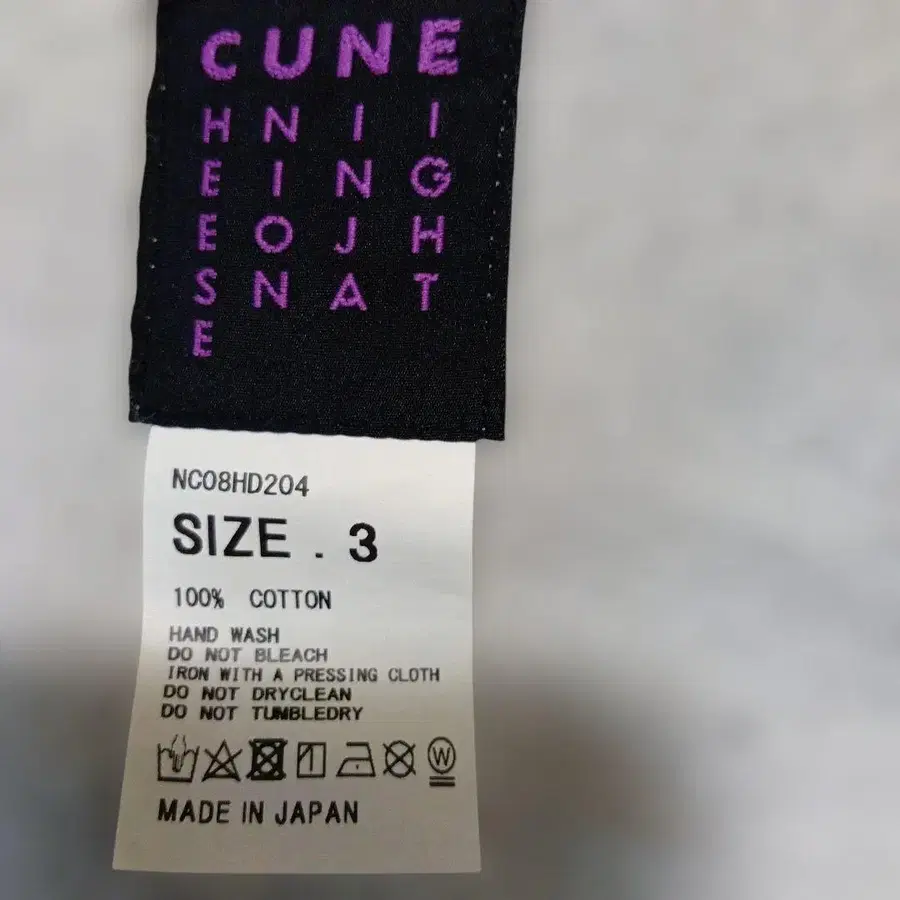 CUNE
H N I I
E I N G
E O J H
S N A T
E
NC08HD204
SIZE . 3
100% COTTON
HAND WASH
DO NOT BLEACH
IRON WITH A PRESSING CLOTH
DO NOT DRYCLEAN
DO NOT TUMBLEDRY
W
MADE IN JAPAN